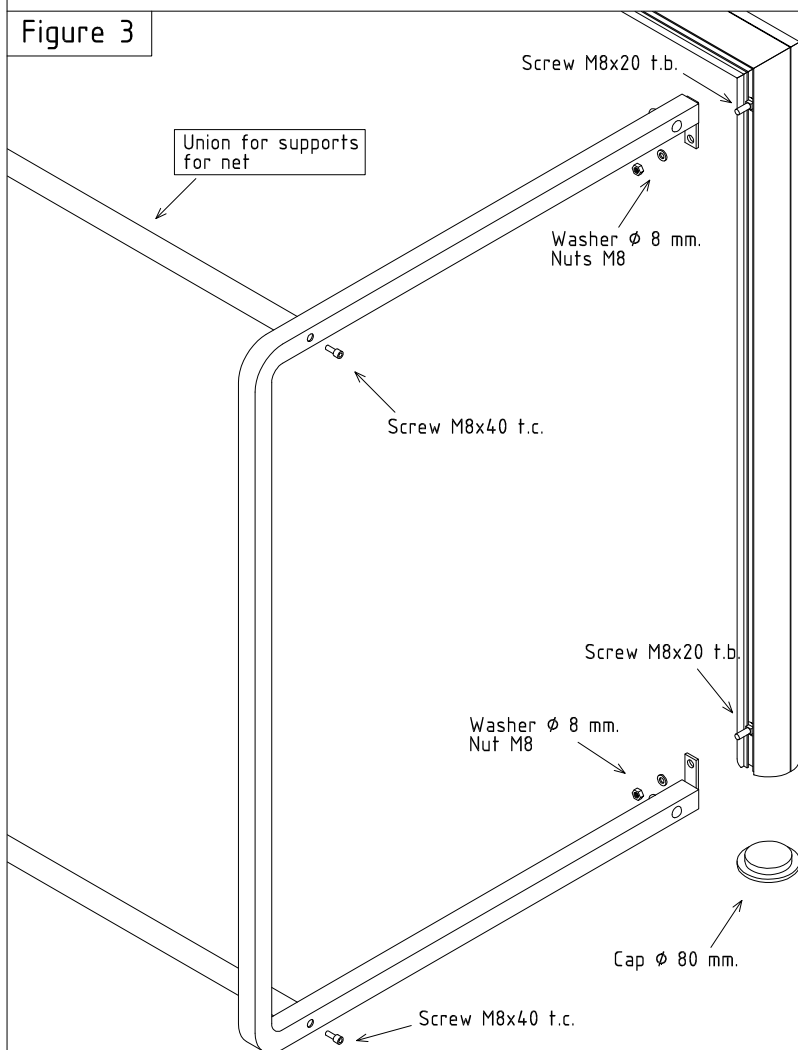 Figure 3
Screw M8x20 t.b.
Union for supports
for net
Washer ϕ 8 mm.
Nuts M8
Screw M8x40 t.c.
Screw M8x20 t.b.
Washer ϕ 8 mm.
Nut M8
Cap ϕ 80 mm.
Screw M8x40 t.c.